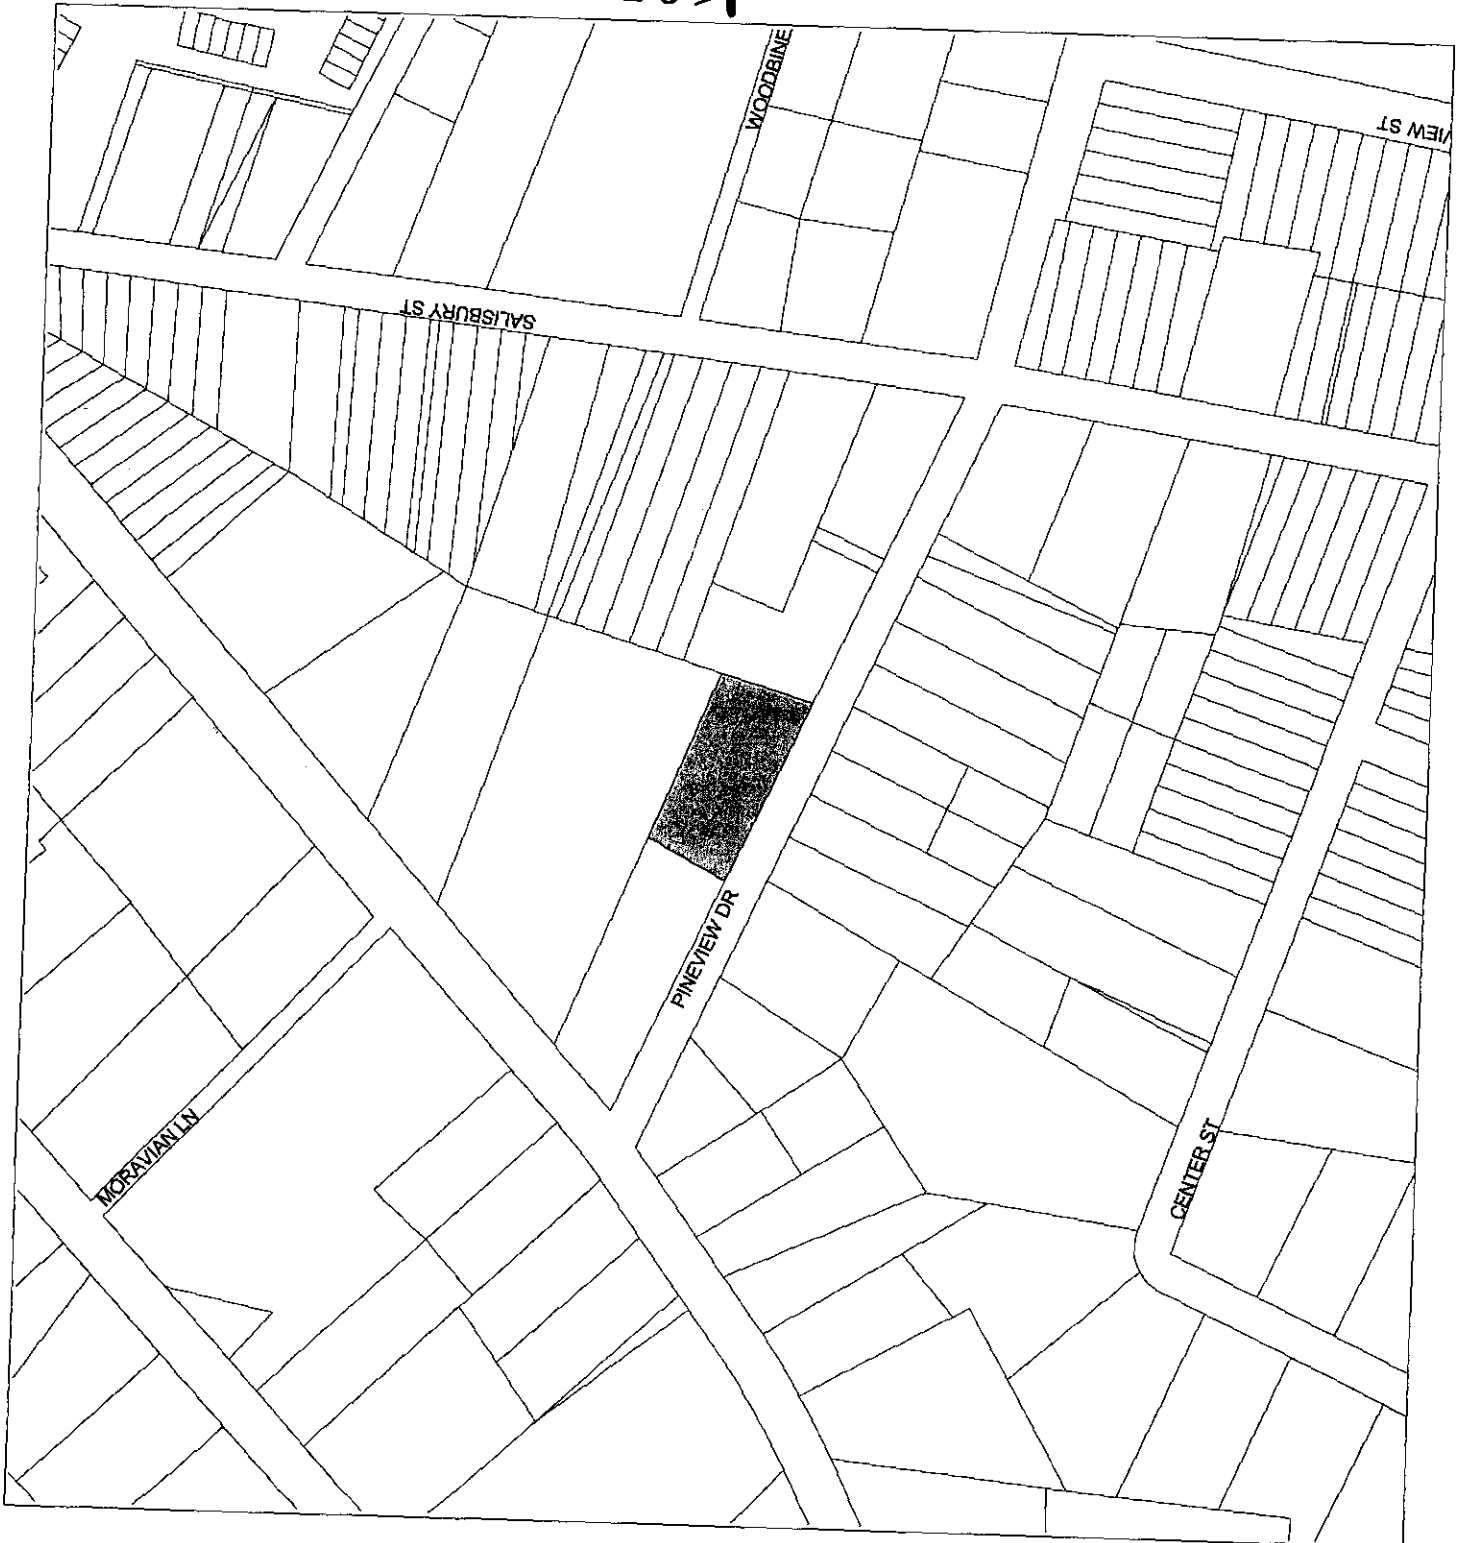 WOODBINE
VIEW ST
SALISBURY ST
PINEVIEW DR
MORAVIAN LN
CENTER ST